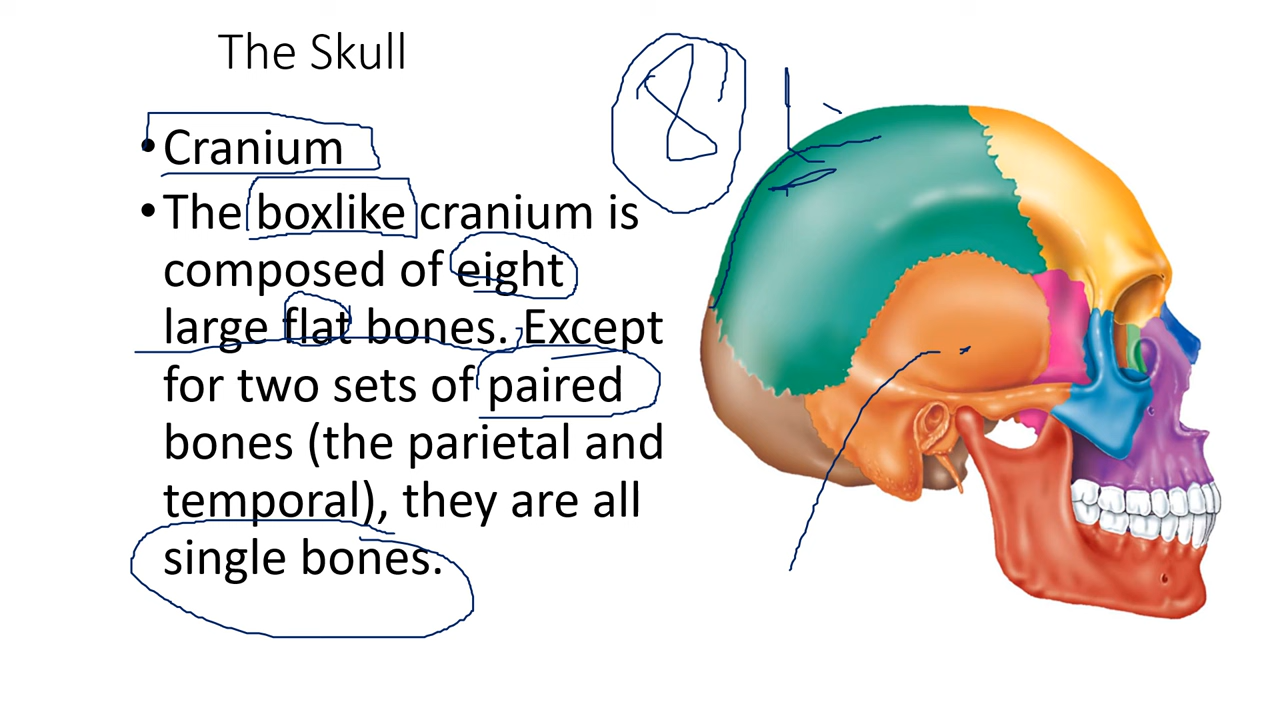 The Skull
•Cranium
•The boxlike cranium is
composed of eight
large flat bones. Except
for two sets of paired
bones (the parietal and
temporal), they are all
single bones.
8